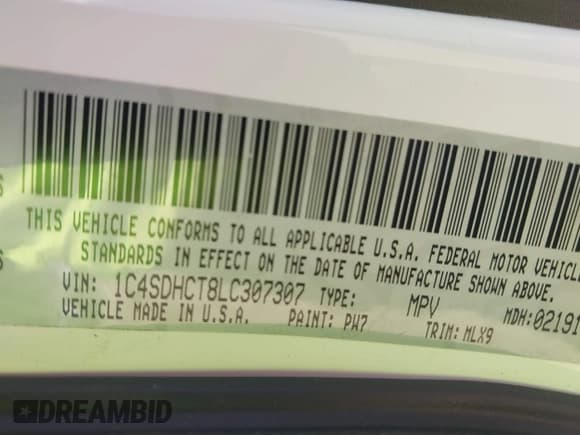 THIS VEHICLE CONFORMS TO ALL APPLICABLE U.S.A. FEDERAL MOTOR VEHICL
STANDARDS IN EFFECT ON THE DATE OF MANUFACTURE SHOWN ABOVE.
VIN: 1C4SDHCT8LC307307 TYPE: MPV MDH:02191
VEHICLE MADE IN U.S.A. PAINT: PW7 TRIM: MLX9
S
S
DREAMBID